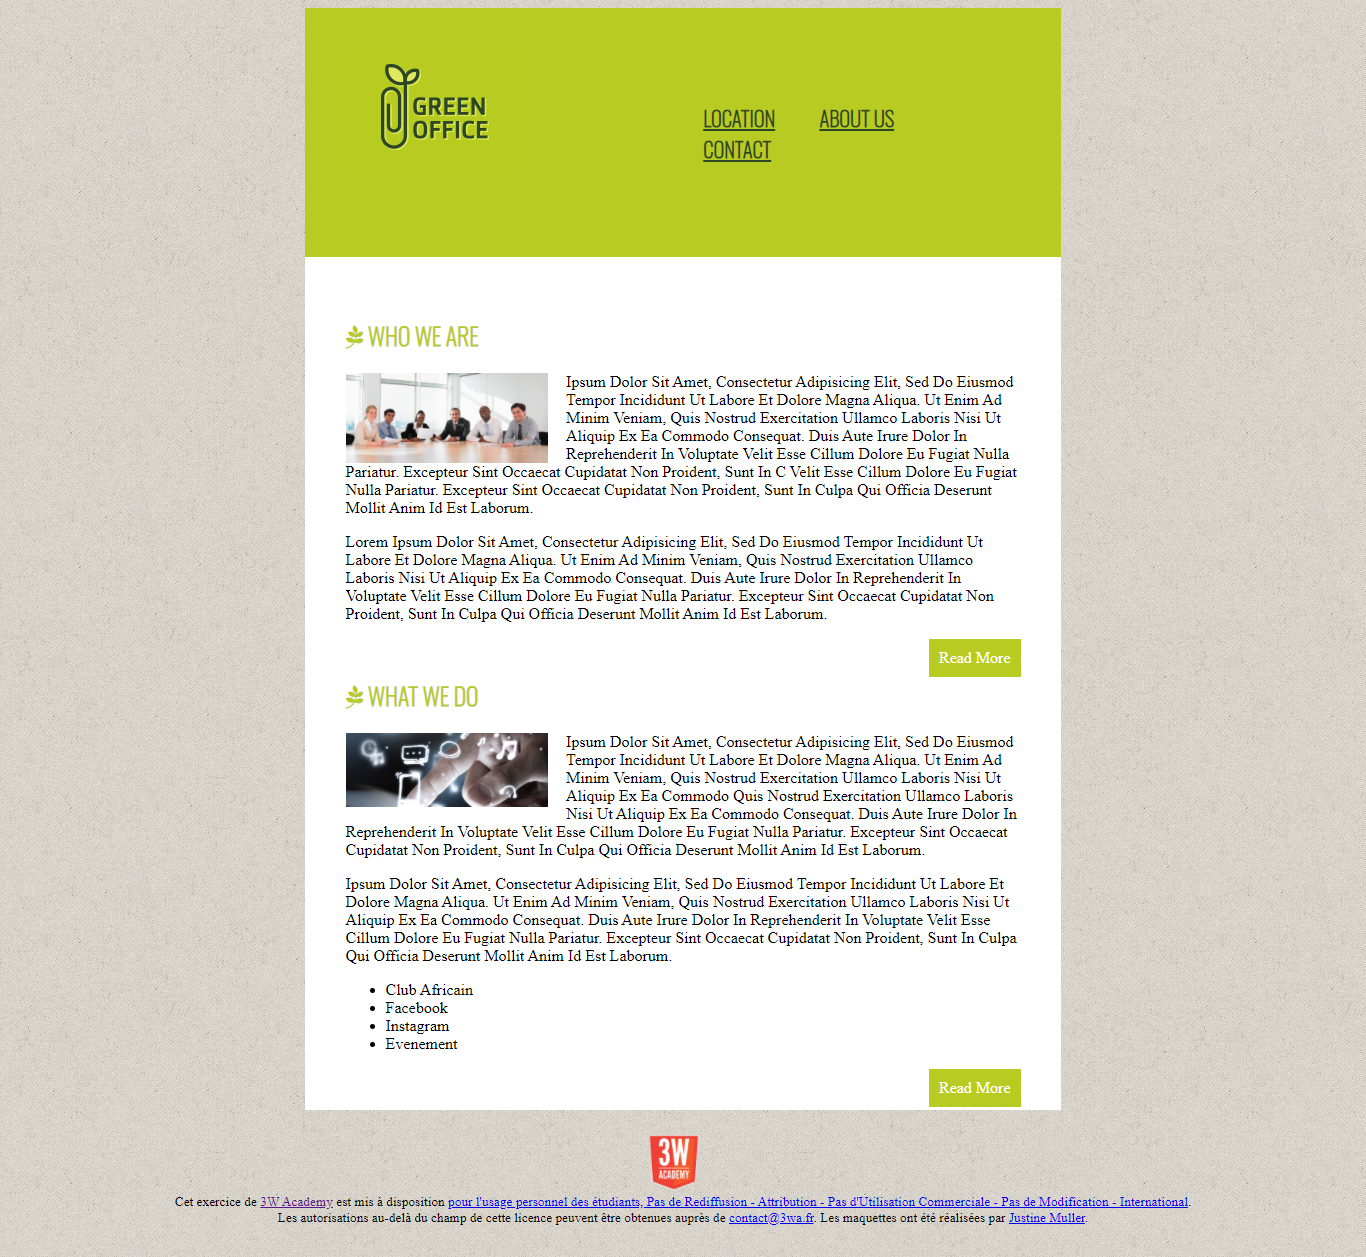 GREEN
OFFICE
LOCATION ABOUT US
CONTACT
WHO WE ARE
Ipsum Dolor Sit Amet, Consectetur Adipisicing Elit, Sed Do Eiusmod
Tempor Incididunt Ut Labore Et Dolore Magna Aliqua. Ut Enim Ad
Minim Veniam, Quis Nostrud Exercitation Ullamco Laboris Nisi Ut
Aliquip Ex Ea Commodo Consequat. Duis Aute Irure Dolor In
Reprehenderit In Voluptate Velit Esse Cillum Dolore Eu Fugiat Nulla
Pariatur. Excepteur Sint Occaecat Cupidatat Non Proident, Sunt In C Velit Esse Cillum Dolore Eu Fugiat
Nulla Pariatur. Excepteur Sint Occaecat Cupidatat Non Proident, Sunt In Culpa Qui Officia Deserunt
Mollit Anim Id Est Laborum.
Lorem Ipsum Dolor Sit Amet, Consectetur Adipisicing Elit, Sed Do Eiusmod Tempor Incididunt Ut
Labore Et Dolore Magna Aliqua. Ut Enim Ad Minim Veniam, Quis Nostrud Exercitation Ullamco
Laboris Nisi Ut Aliquip Ex Ea Commodo Consequat. Duis Aute Irure Dolor In Reprehenderit In
Voluptate Velit Esse Cillum Dolore Eu Fugiat Nulla Pariatur. Excepteur Sint Occaecat Cupidatat Non
Proident, Sunt In Culpa Qui Officia Deserunt Mollit Anim Id Est Laborum.
Read More
WHAT WE DO
Ipsum Dolor Sit Amet, Consectetur Adipisicing Elit, Sed Do Eiusmod
Tempor Incididunt Ut Labore Et Dolore Magna Aliqua. Ut Enim Ad
Minim Veniam, Quis Nostrud Exercitation Ullamco Laboris Nisi Ut
Aliquip Ex Ea Commodo Quis Nostrud Exercitation Ullamco Laboris
Nisi Ut Aliquip Ex Ea Commodo Consequat. Duis Aute Irure Dolor In
Reprehenderit In Voluptate Velit Esse Cillum Dolore Eu Fugiat Nulla Pariatur. Excepteur Sint Occaecat
Cupidatat Non Proident, Sunt In Culpa Qui Officia Deserunt Mollit Anim Id Est Laborum.
Ipsum Dolor Sit Amet, Consectetur Adipisicing Elit, Sed Do Eiusmod Tempor Incididunt Ut Labore Et
Dolore Magna Aliqua. Ut Enim Ad Minim Veniam, Quis Nostrud Exercitation Ullamco Laboris Nisi Ut
Aliquip Ex Ea Commodo Consequat. Duis Aute Irure Dolor In Reprehenderit In Voluptate Velit Esse
Cillum Dolore Eu Fugiat Nulla Pariatur. Excepteur Sint Occaecat Cupidatat Non Proident, Sunt In Culpa
Qui Officia Deserunt Mollit Anim Id Est Laborum.
• Club Africain
• Facebook
• Instagram
• Evenement
Read More
3W
ACADEMY
Cet exercice de 3W Academy est mis à disposition pour l'usage personnel des étudiants, Pas de Rediffusion - Attribution - Pas d'Utilisation Commerciale - Pas de Modification - International.
Les autorisations au-delà du champ de cette licence peuvent être obtenues auprès de contact@3wa.fr. Les maquettes ont été réalisées par Justine Muller.